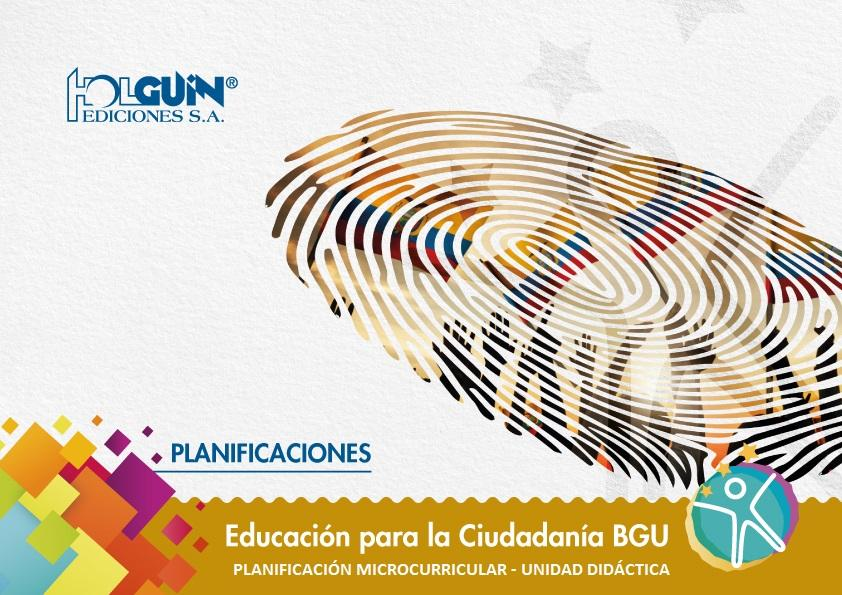 HOLGUIN®
EDICIONES S.A.
PLANIFICACIONES
Educación para la Ciudadanía BGU
PLANIFICACIÓN MICROCURRICULAR - UNIDAD DIDÁCTICA